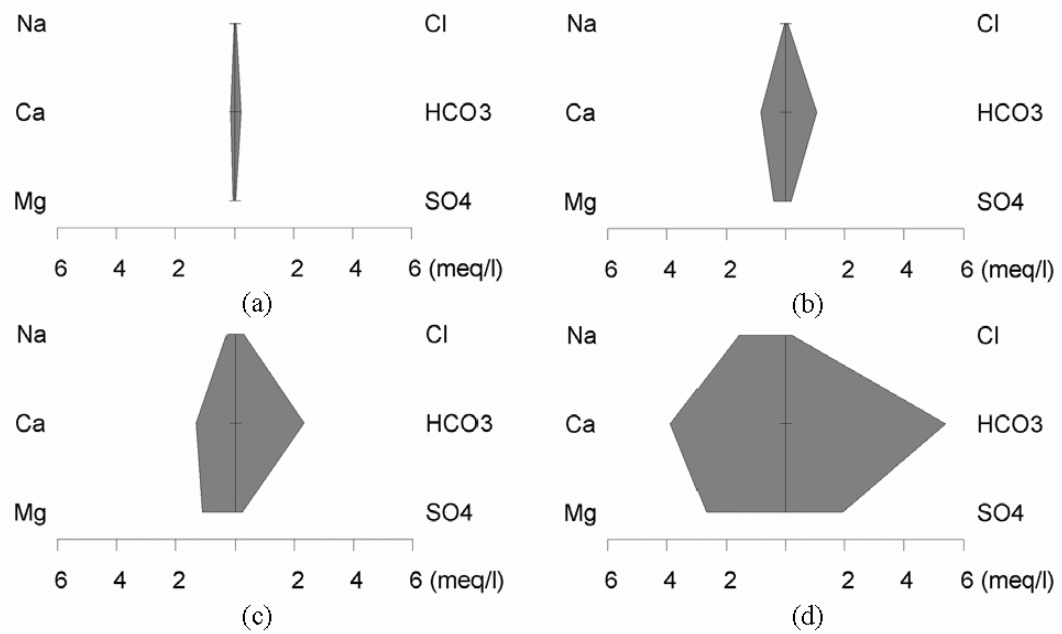 Na Cl Na Cl
Ca HCO3 Ca HCO3
Mg SO4 Mg SO4
6 4 2 2 4 6 (meq/l) 6 4 2 2 4 6 (meq/l)
(a) (b)
Na Cl Na Cl
Ca HCO3 Ca HCO3
Mg SO4 Mg SO4
6 4 2 2 4 6 (meq/l) 6 4 2 2 4 6 (meq/l)
(c) (d)